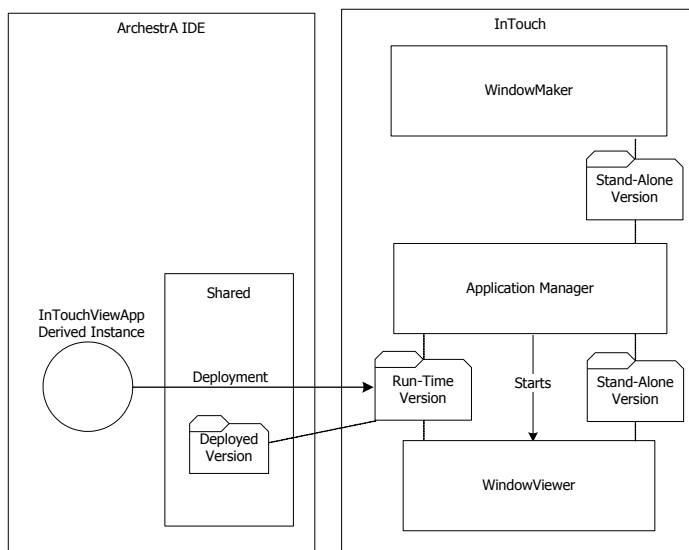 ArchestrA IDE
InTouch
WindowMaker
Stand-Alone
Version
Application Manager
Shared
InTouchViewApp
Derived Instance
Deployment
Run-Time
Version
Starts
Stand-Alone
Version
Deployed
Version
WindowViewer